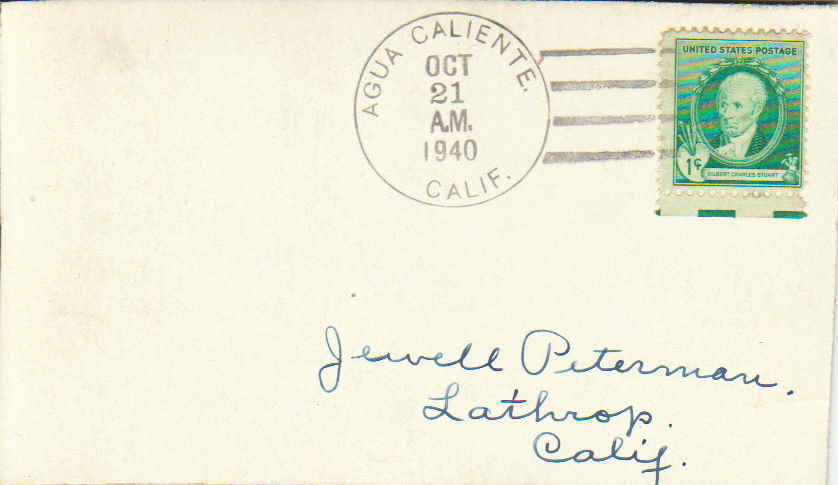 AGUA CALIENTE.
OCT
21
A.M.
1940
CALIF.
UNITED STATES POSTAGE
1¢
GILBERT CHARLES STUART
Jewell Peterman.
Lathrop.
Calif.